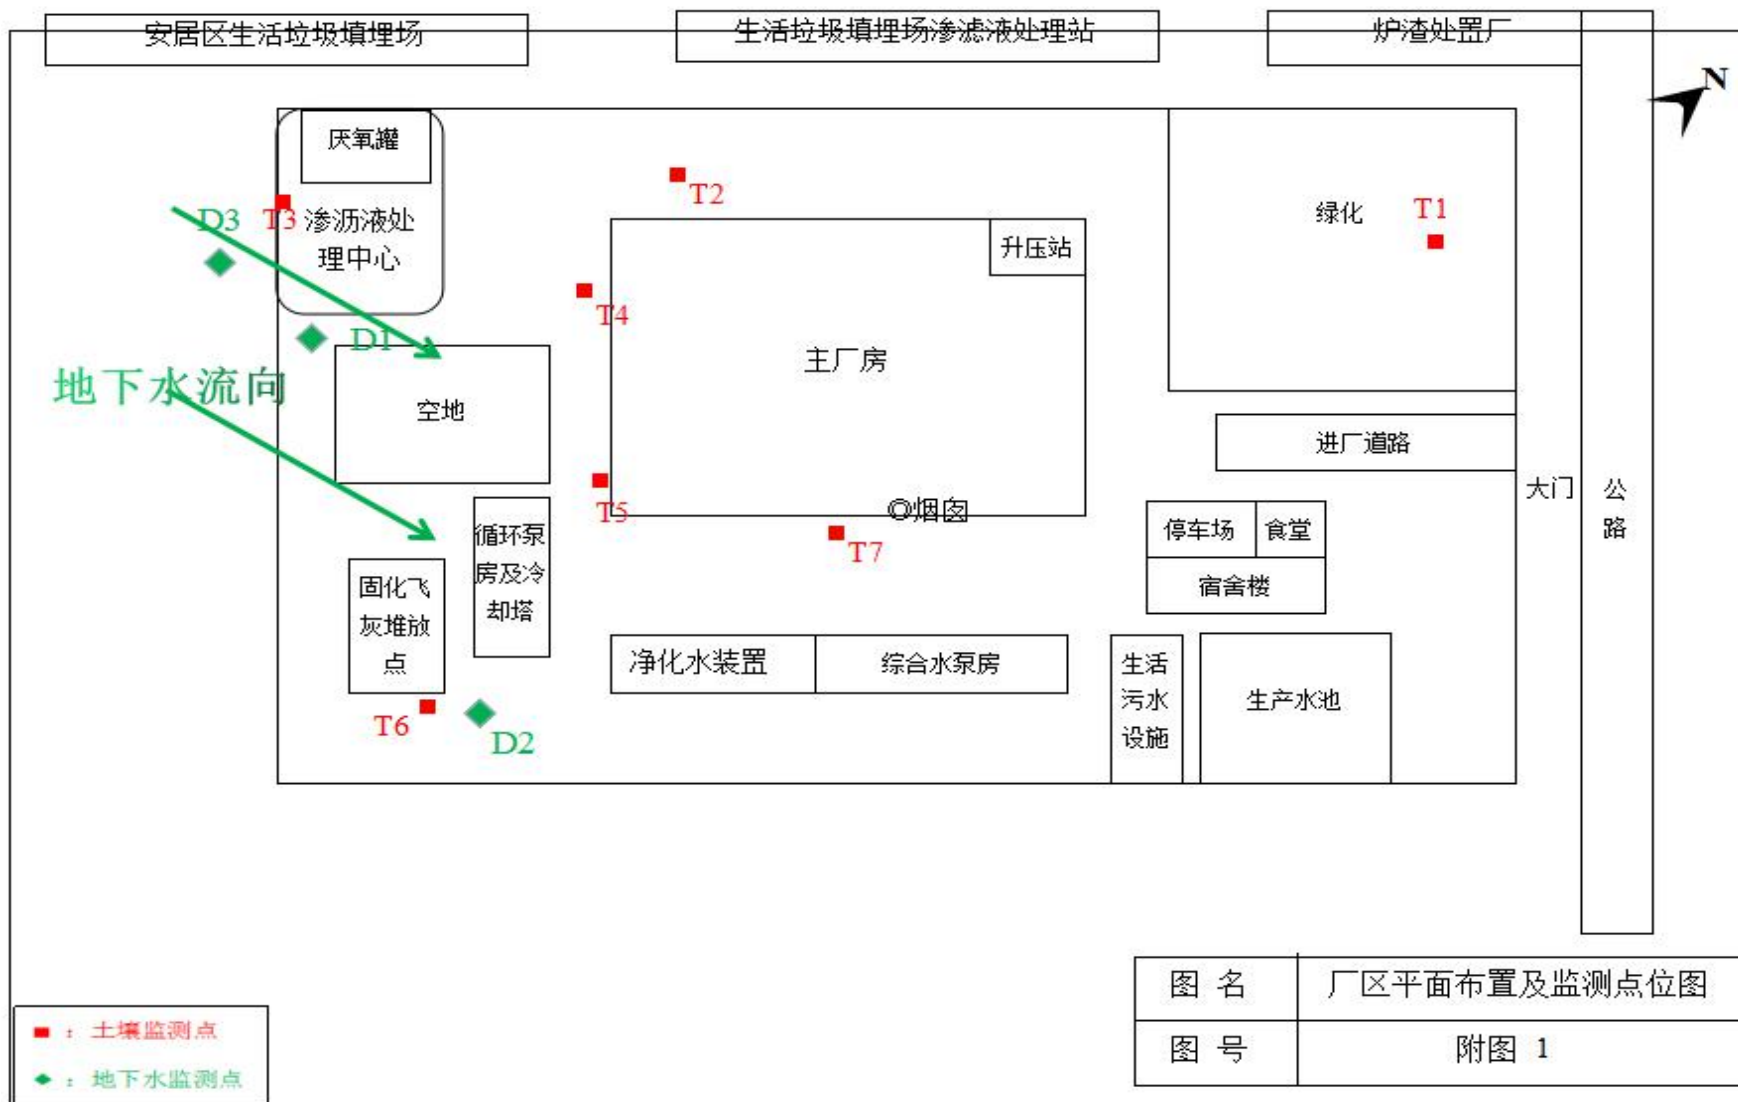 安居区生活垃圾填埋场
生活垃圾填埋场渗滤液处理站
炉渣处置厂
N
厌氧罐
T2
T3
D3
渗沥液处
理中心
绿化
T1
升压站
T4
D1
主厂房
地下水流向
空地
进厂道路
大门
公
路
T5
◎烟囱
T7
循环泵
房及冷
却塔
停车场
食堂
宿舍楼
固化飞
灰堆放
点
净化水装置
综合水泵房
生活
污水
设施
生产水池
T6
D2
图 名
厂区平面布置及监测点位图
图 号
附图 1
：土壤监测点
：地下水监测点